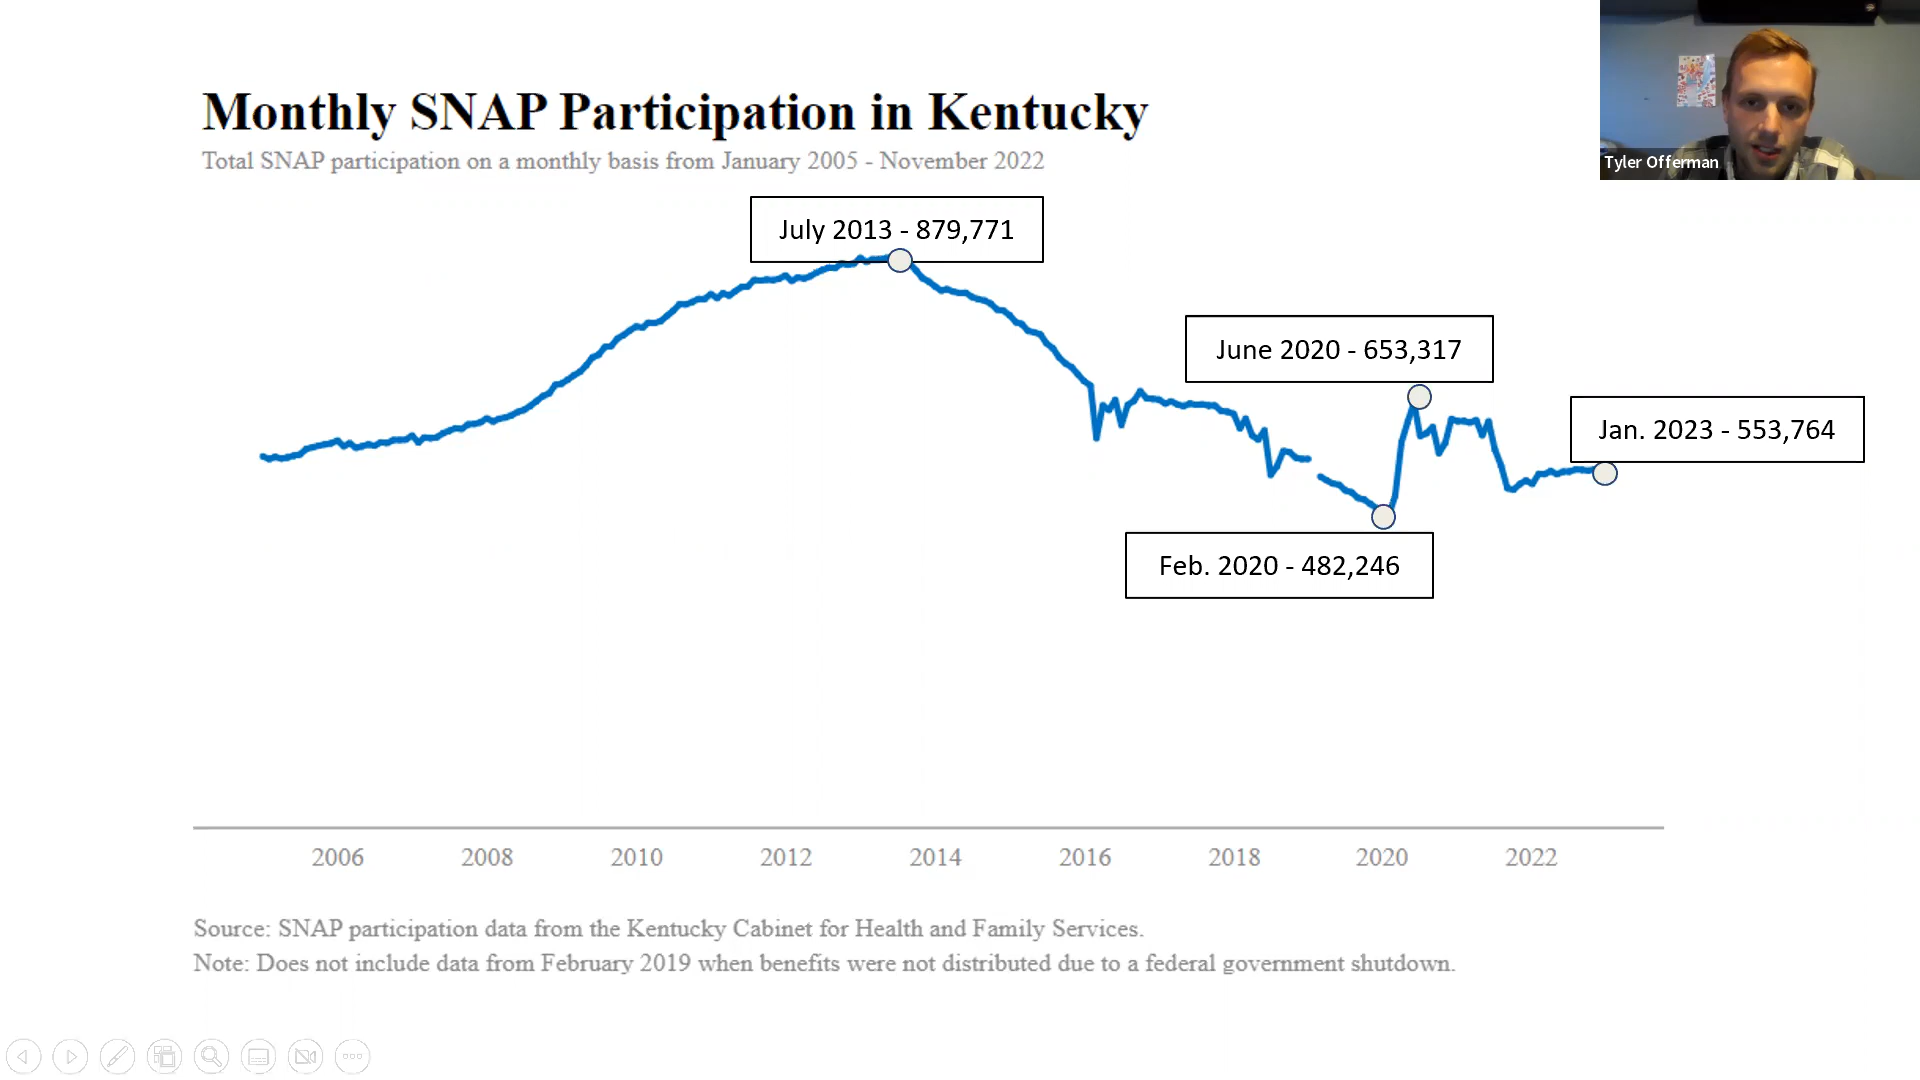 Monthly SNAP Participation in Kentucky
Total SNAP participation on a monthly basis from January 2005 - November 2022
Tyler Offerman
July 2013 - 879,771
June 2020 - 653,317
Jan. 2023 - 553,764
Feb. 2020 - 482,246
2006 2008 2010 2012 2014 2016 2018 2020 2022
Source: SNAP participation data from the Kentucky Cabinet for Health and Family Services.
Note: Does not include data from February 2019 when benefits were not distributed due to a federal government shutdown.